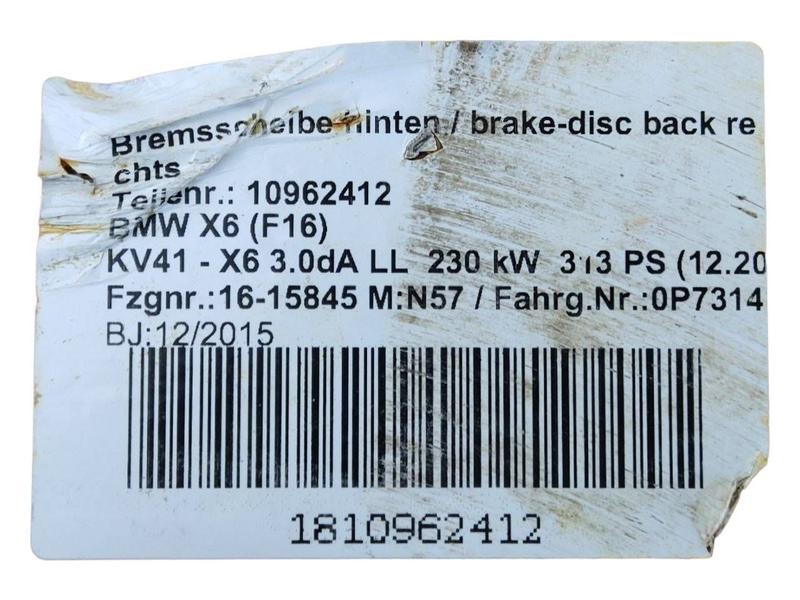 Bremsscheibe hinten / brake-disc back re
chts
Teilenr.: 10962412
BMW X6 (F16)
KV41 - X6 3.0dA LL 230 kW 313 PS (12.20
Fzgnr.:16-15845 M:N57 / Fahrg.Nr.:0P7314
BJ:12/2015
1810962412